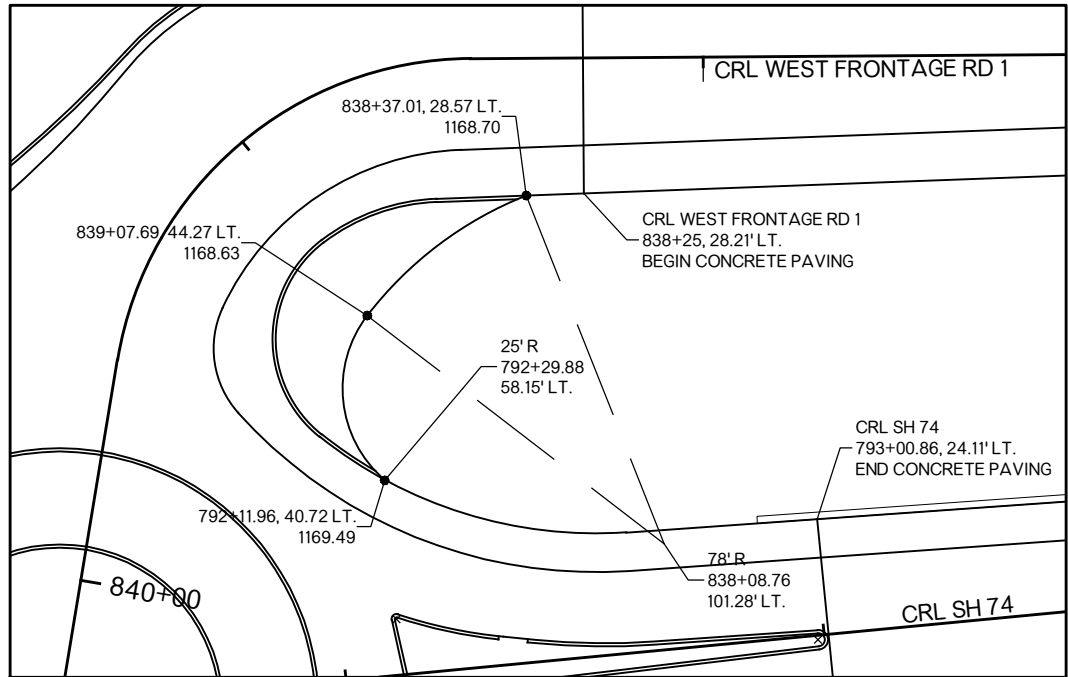 CRL WEST FRONTAGE RD 1
838+37.01, 28.57 LT.
1168.70
839+07.69, 44.27 LT.
1168.63
CRL WEST FRONTAGE RD 1
838+25, 28.21' LT.
BEGIN CONCRETE PAVING
25' R
792+29.88
58.15' LT.
CRL SH 74
793+00.86, 24.11' LT.
END CONCRETE PAVING
792+11.96, 40.72 LT.
1169.49
78' R
838+08.76
101.28' LT.
840+00
CRL SH 74